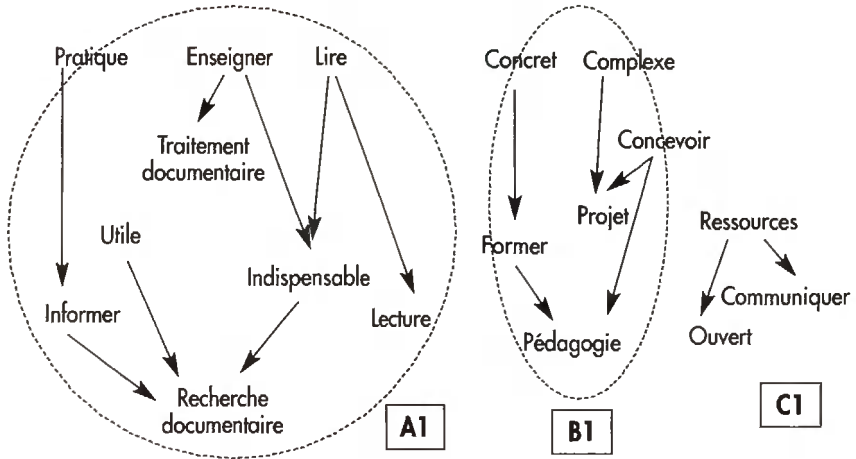 Pratique
Enseigner
Lire
Traitement
documentaire
Utile
Indispensable
Informer
Lecture
Recherche
documentaire
A1
Concret
Complexe
Concevoir
Projet
Former
Pédagogie
B1
Ressources
Communiquer
Ouvert
C1